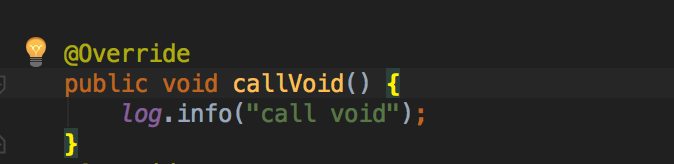 @Override
public void callVoid() {
log.info("call void");
}